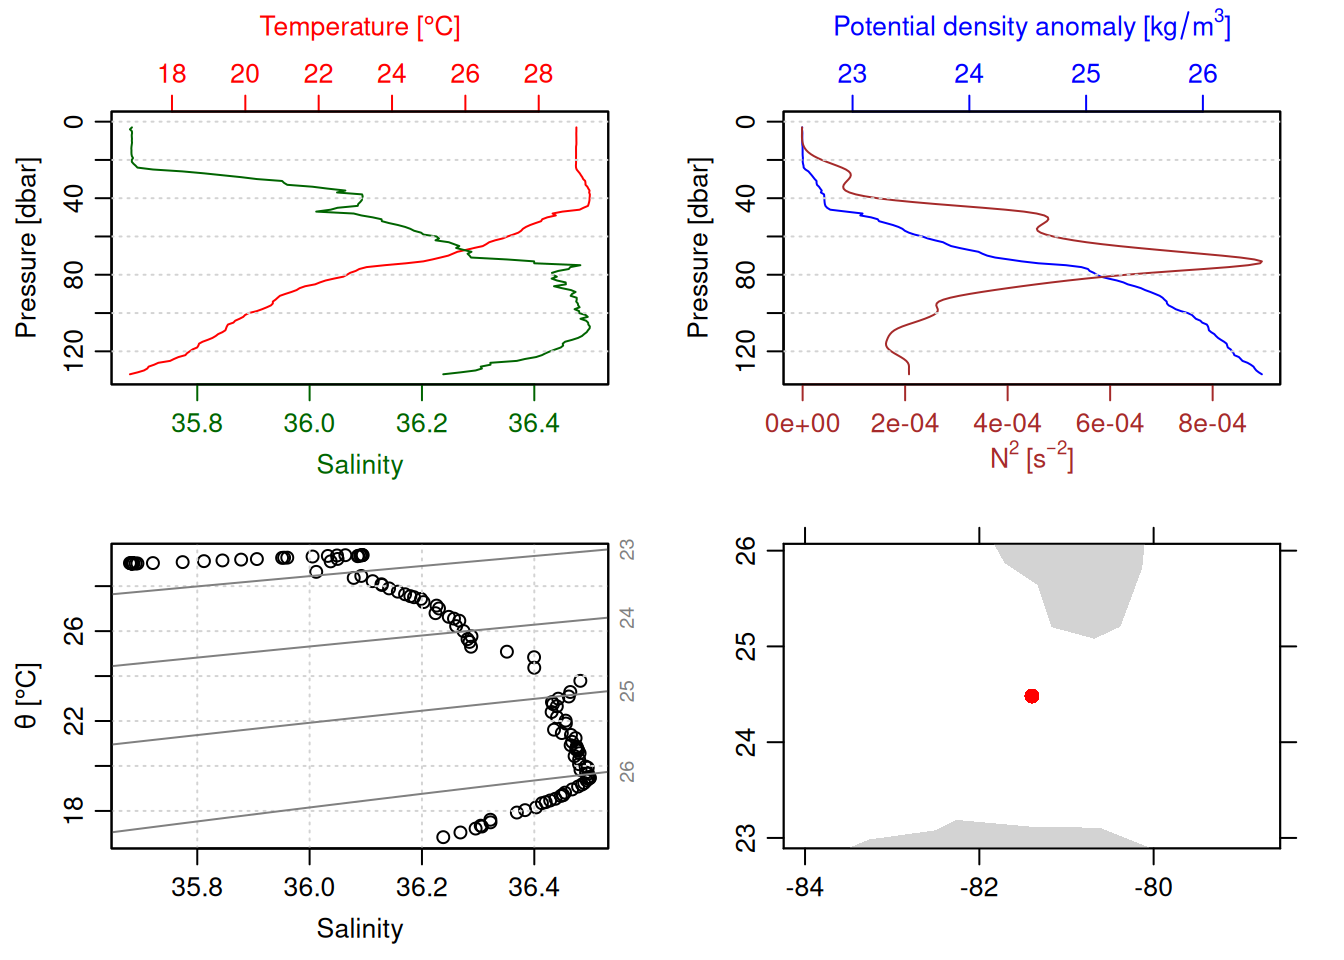 Temperature [°C]
18 20 22 24 26 28
0
40
80
120
Pressure [dbar]
35.8 36.0 36.2 36.4
Salinity
Potential density anomaly [kg/m³]
23 24 25 26
0
40
80
120
Pressure [dbar]
0e+00 2e-04 4e-04 6e-04 8e-04
N² [s⁻²]
23
24
25
26
26
22
18
θ [°C]
35.8 36.0 36.2 36.4
Salinity
26
25
24
23
-84 -82 -80